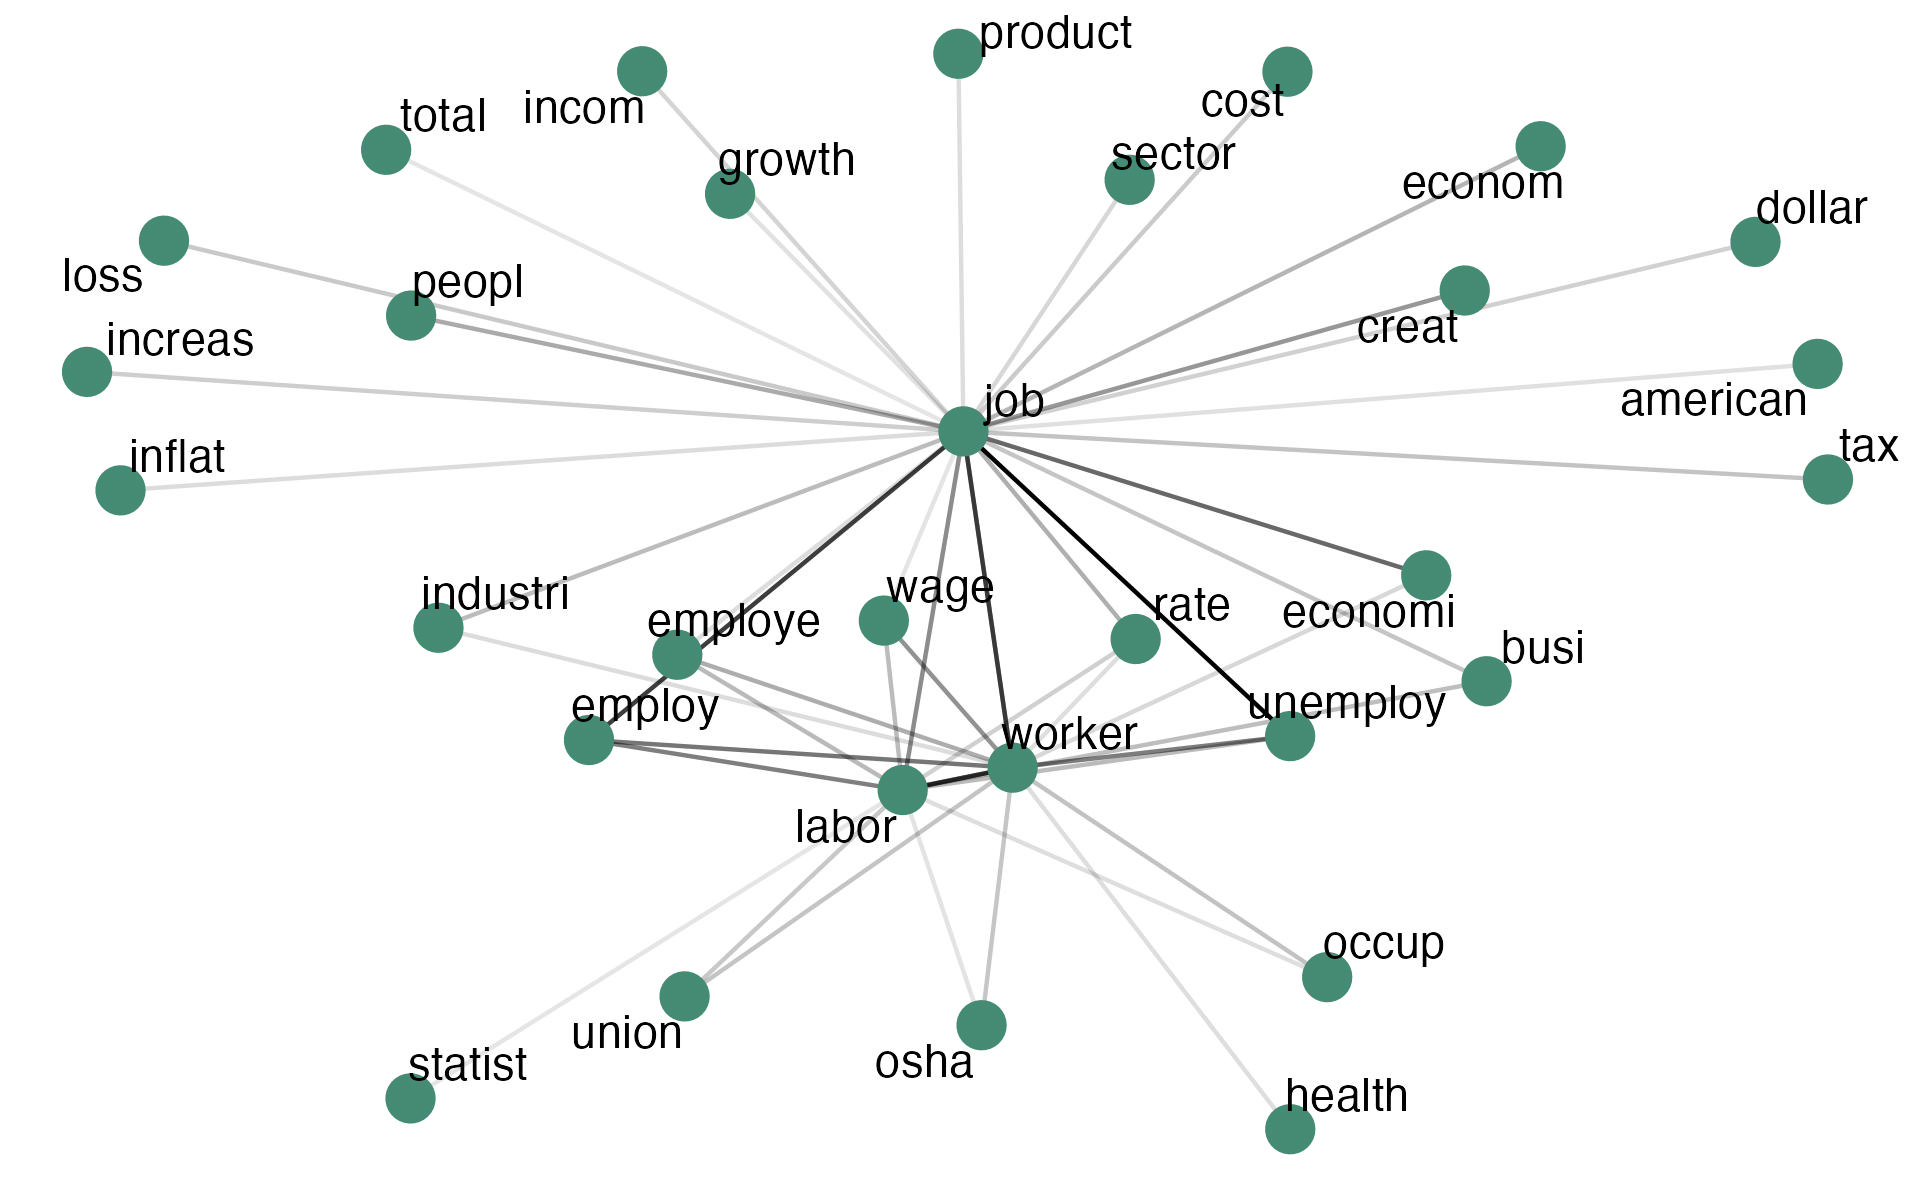 product
incom
cost
total
growth
sector
econom
dollar
loss
peopl
creat
increas
job
american
inflat
tax
industri
wage
rate
economi
employe
busi
employ
worker
unemploy
labor
occup
union
osha
statist
health